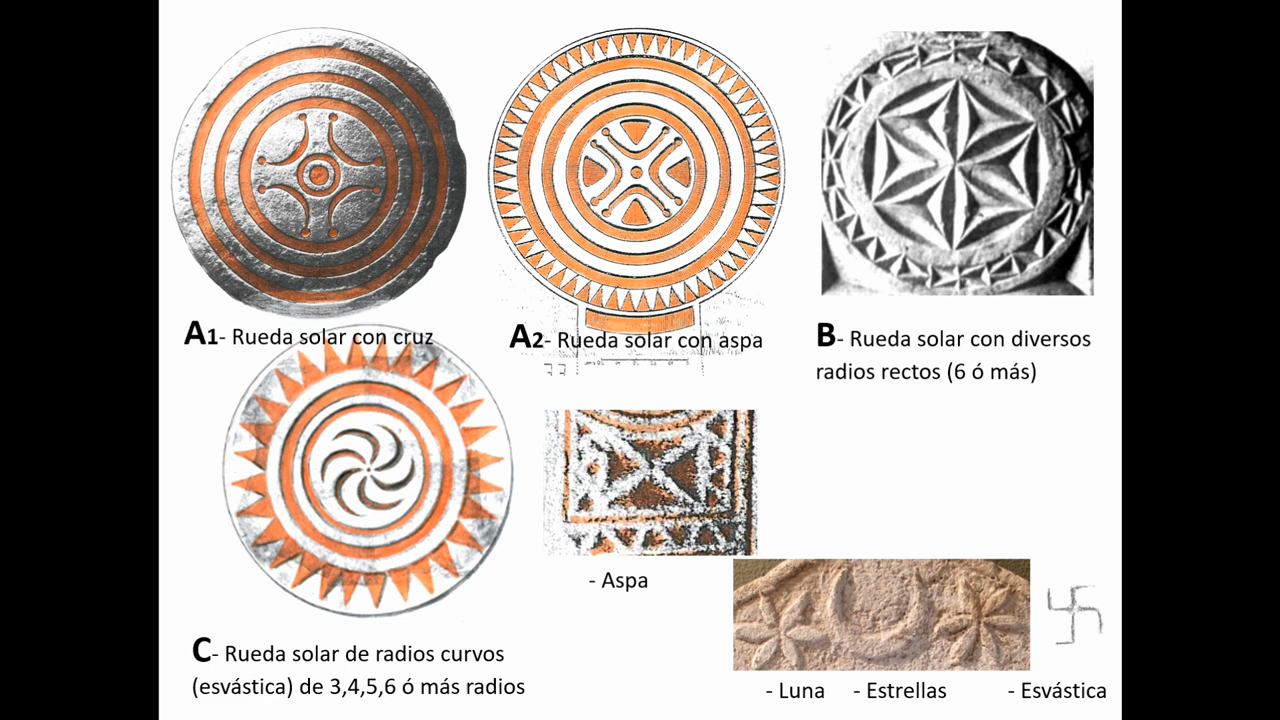 A1- Rueda solar con cruz
A2- Rueda solar con aspa
B- Rueda solar con diversos
radios rectos (6 ó más)
- Aspa
C- Rueda solar de radios curvos
(esvástica) de 3,4,5,6 ó más radios
- Luna - Estrellas - Esvástica